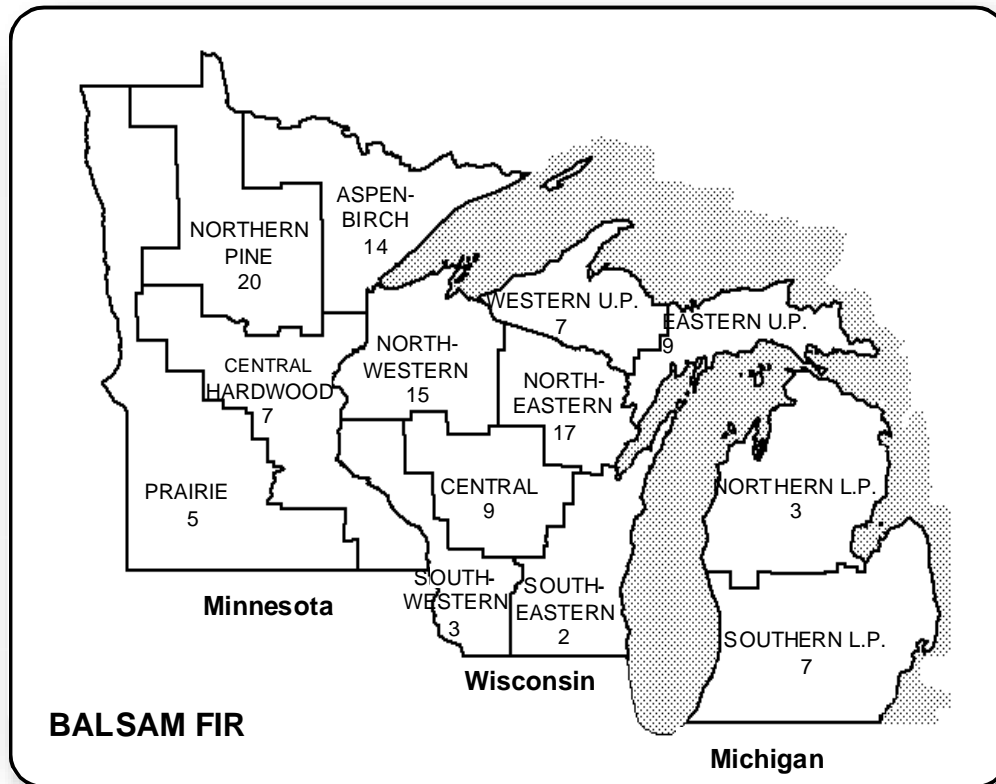 ASPEN-
BIRCH
14
NORTHERN
PINE
20
WESTERN U.P.
7
EASTERN U.P.
9
NORTH-
WESTERN
15
CENTRAL
HARDWOOD
7
NORTH-
EASTERN
17
PRAIRIE
5
CENTRAL
9
NORTHERN L.P.
3
SOUTH-
WESTERN
3
SOUTH-
EASTERN
2
SOUTHERN L.P.
7
Minnesota
Wisconsin
Michigan
BALSAM FIR